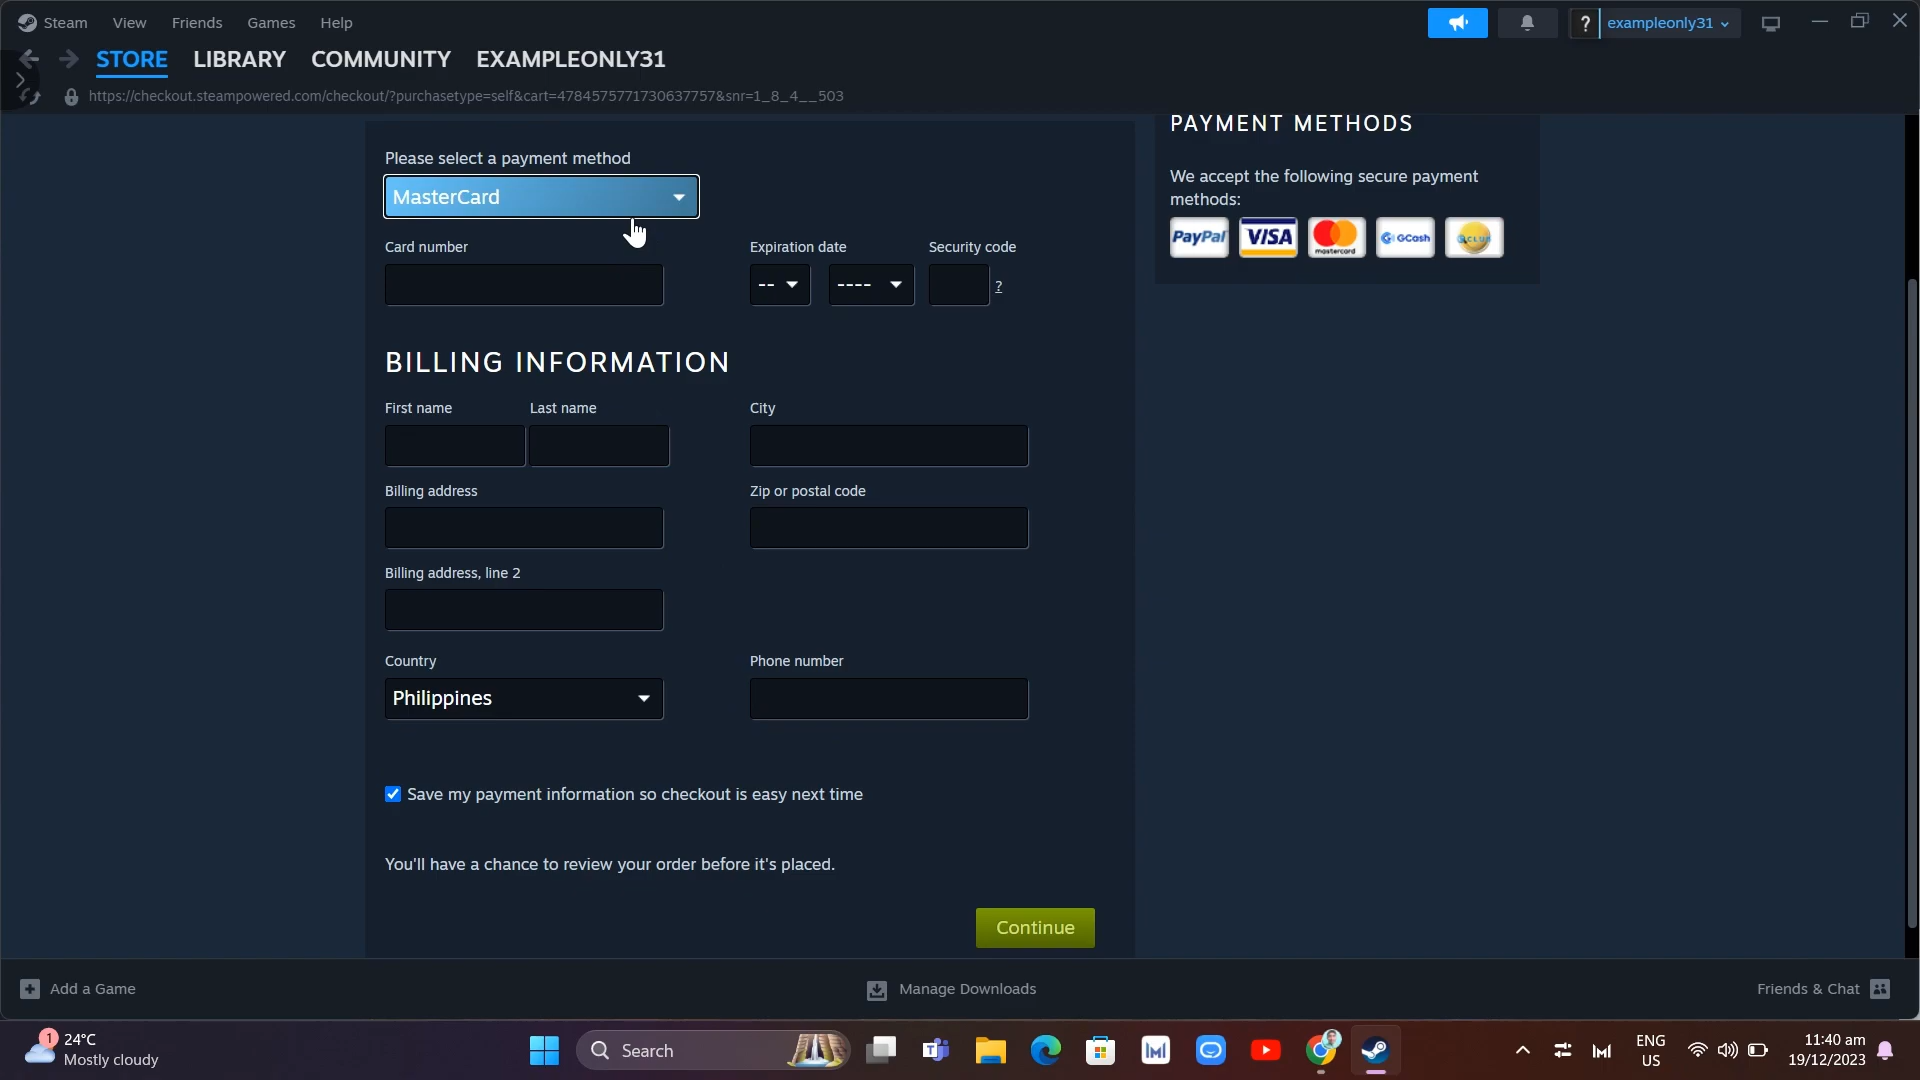 Steam View Friends Games Help
? exampleonly31
STORE LIBRARY COMMUNITY EXAMPLEONLY31
https://checkout.steampowered.com/checkout/?purchasetype=self&cart=4784575771730637757&snr=1_8_4__503
PAYMENT METHODS
We accept the following secure payment
methods:
PayPal VISA mastercard GCash
Please select a payment method
MasterCard
Card number Expiration date Security code
-- ---- ?
BILLING INFORMATION
First name Last name City
Billing address Zip or postal code
Billing address, line 2
Country Phone number
Philippines
Save my payment information so checkout is easy next time
You'll have a chance to review your order before it's placed.
Continue
Add a Game Manage Downloads Friends & Chat
1 24°C
Mostly cloudy
Search
ENG
US
11:40 am
19/12/2023